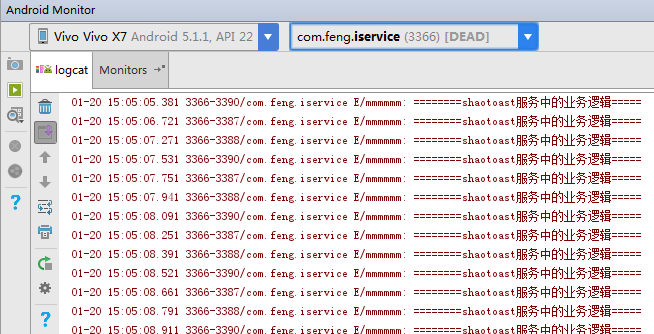 Android Monitor
Vivo Vivo X7 Android 5.1.1, API 22
com.feng.iservice (3366) [DEAD]
logcat
Monitors
01-20 15:05:05.381 3366-3390/com.feng.iservice E/mmmmmm: ========shaotoast服务中的业务逻辑=====
01-20 15:05:06.721 3366-3387/com.feng.iservice E/mmmmmm: ========shaotoast服务中的业务逻辑=====
01-20 15:05:07.271 3366-3388/com.feng.iservice E/mmmmmm: ========shaotoast服务中的业务逻辑=====
01-20 15:05:07.531 3366-3390/com.feng.iservice E/mmmmmm: ========shaotoast服务中的业务逻辑=====
01-20 15:05:07.751 3366-3387/com.feng.iservice E/mmmmmm: ========shaotoast服务中的业务逻辑=====
01-20 15:05:07.941 3366-3388/com.feng.iservice E/mmmmmm: ========shaotoast服务中的业务逻辑=====
01-20 15:05:08.091 3366-3390/com.feng.iservice E/mmmmmm: ========shaotoast服务中的业务逻辑=====
01-20 15:05:08.251 3366-3387/com.feng.iservice E/mmmmmm: ========shaotoast服务中的业务逻辑=====
01-20 15:05:08.391 3366-3388/com.feng.iservice E/mmmmmm: ========shaotoast服务中的业务逻辑=====
01-20 15:05:08.521 3366-3390/com.feng.iservice E/mmmmmm: ========shaotoast服务中的业务逻辑=====
01-20 15:05:08.661 3366-3387/com.feng.iservice E/mmmmmm: ========shaotoast服务中的业务逻辑=====
01-20 15:05:08.791 3366-3388/com.feng.iservice E/mmmmmm: ========shaotoast服务中的业务逻辑=====
01-20 15:05:08.911 3366-3390/com.feng.iservice E/mmmmmm: ========shaotoast服务中的业务逻辑=====